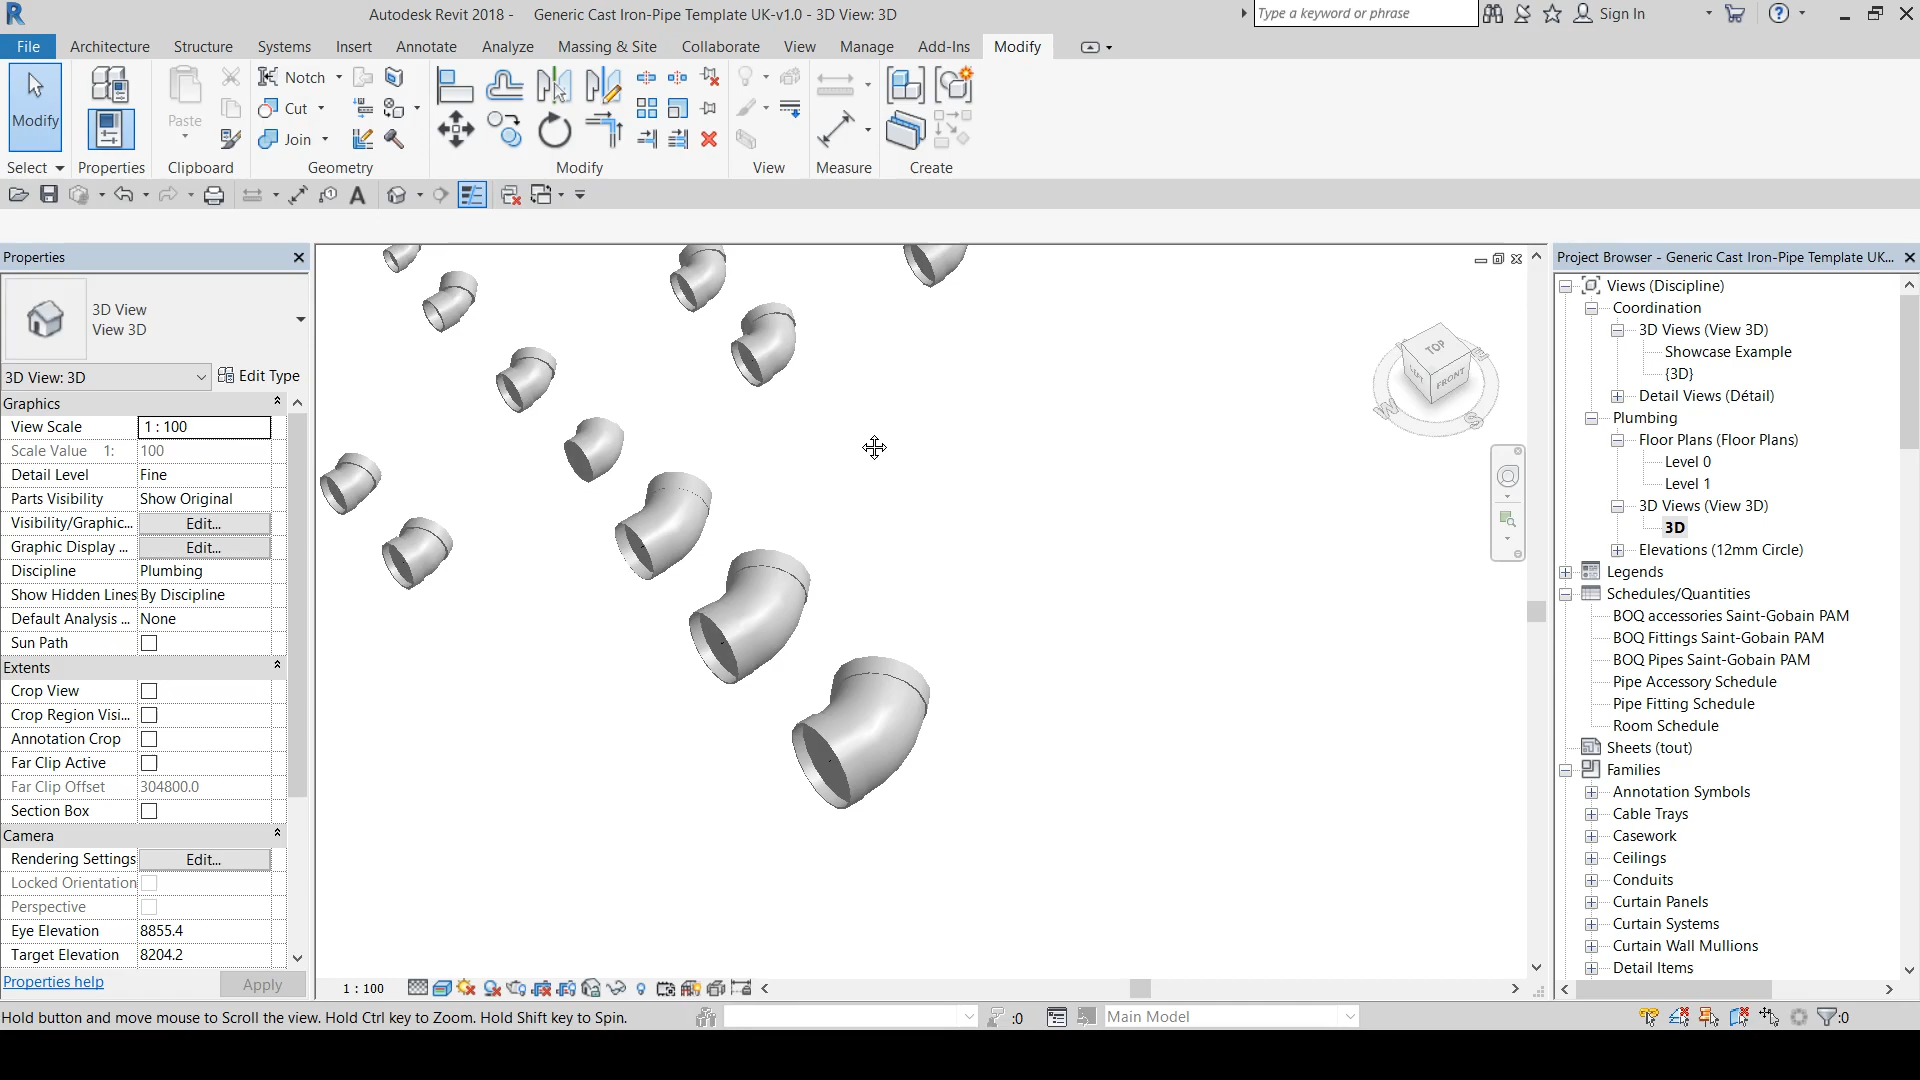 Autodesk Revit 2018 - Generic Cast Iron-Pipe Template UK-v1.0 - 3D View: 3D
Type a keyword or phrase
Sign In
File Architecture Structure Systems Insert Annotate Analyze Massing & Site Collaborate View Manage Add-Ins Modify
Modify
Paste
Notch
Cut
Join
Select Properties Clipboard Geometry Modify View Measure Create
Properties
3D View
View 3D
3D View: 3D
Edit Type
Graphics
View Scale 1 : 100
Scale Value 1: 100
Detail Level Fine
Parts Visibility Show Original
Visibility/Graphic... Edit...
Graphic Display ... Edit...
Discipline Plumbing
Show Hidden Lines By Discipline
Default Analysis ... None
Sun Path
Extents
Crop View
Crop Region Visi...
Annotation Crop
Far Clip Active
Far Clip Offset 304800.0
Section Box
Camera
Rendering Settings Edit...
Locked Orientation
Perspective
Eye Elevation 8855.4
Target Elevation 8204.2
Properties help
Apply
TOP
LEFT
FRONT
W
S
E
1 : 100
Project Browser - Generic Cast Iron-Pipe Template UK...
Views (Discipline)
Coordination
3D Views (View 3D)
Showcase Example
{3D}
Detail Views (Détail)
Plumbing
Floor Plans (Floor Plans)
Level 0
Level 1
3D Views (View 3D)
3D
Elevations (12mm Circle)
Legends
Schedules/Quantities
BOQ accessories Saint-Gobain PAM
BOQ Fittings Saint-Gobain PAM
BOQ Pipes Saint-Gobain PAM
Pipe Accessory Schedule
Pipe Fitting Schedule
Room Schedule
Sheets (tout)
Families
Annotation Symbols
Cable Trays
Casework
Ceilings
Conduits
Curtain Panels
Curtain Systems
Curtain Wall Mullions
Detail Items
Hold button and move mouse to Scroll the view. Hold Ctrl key to Zoom. Hold Shift key to Spin.
:0
Main Model
:0